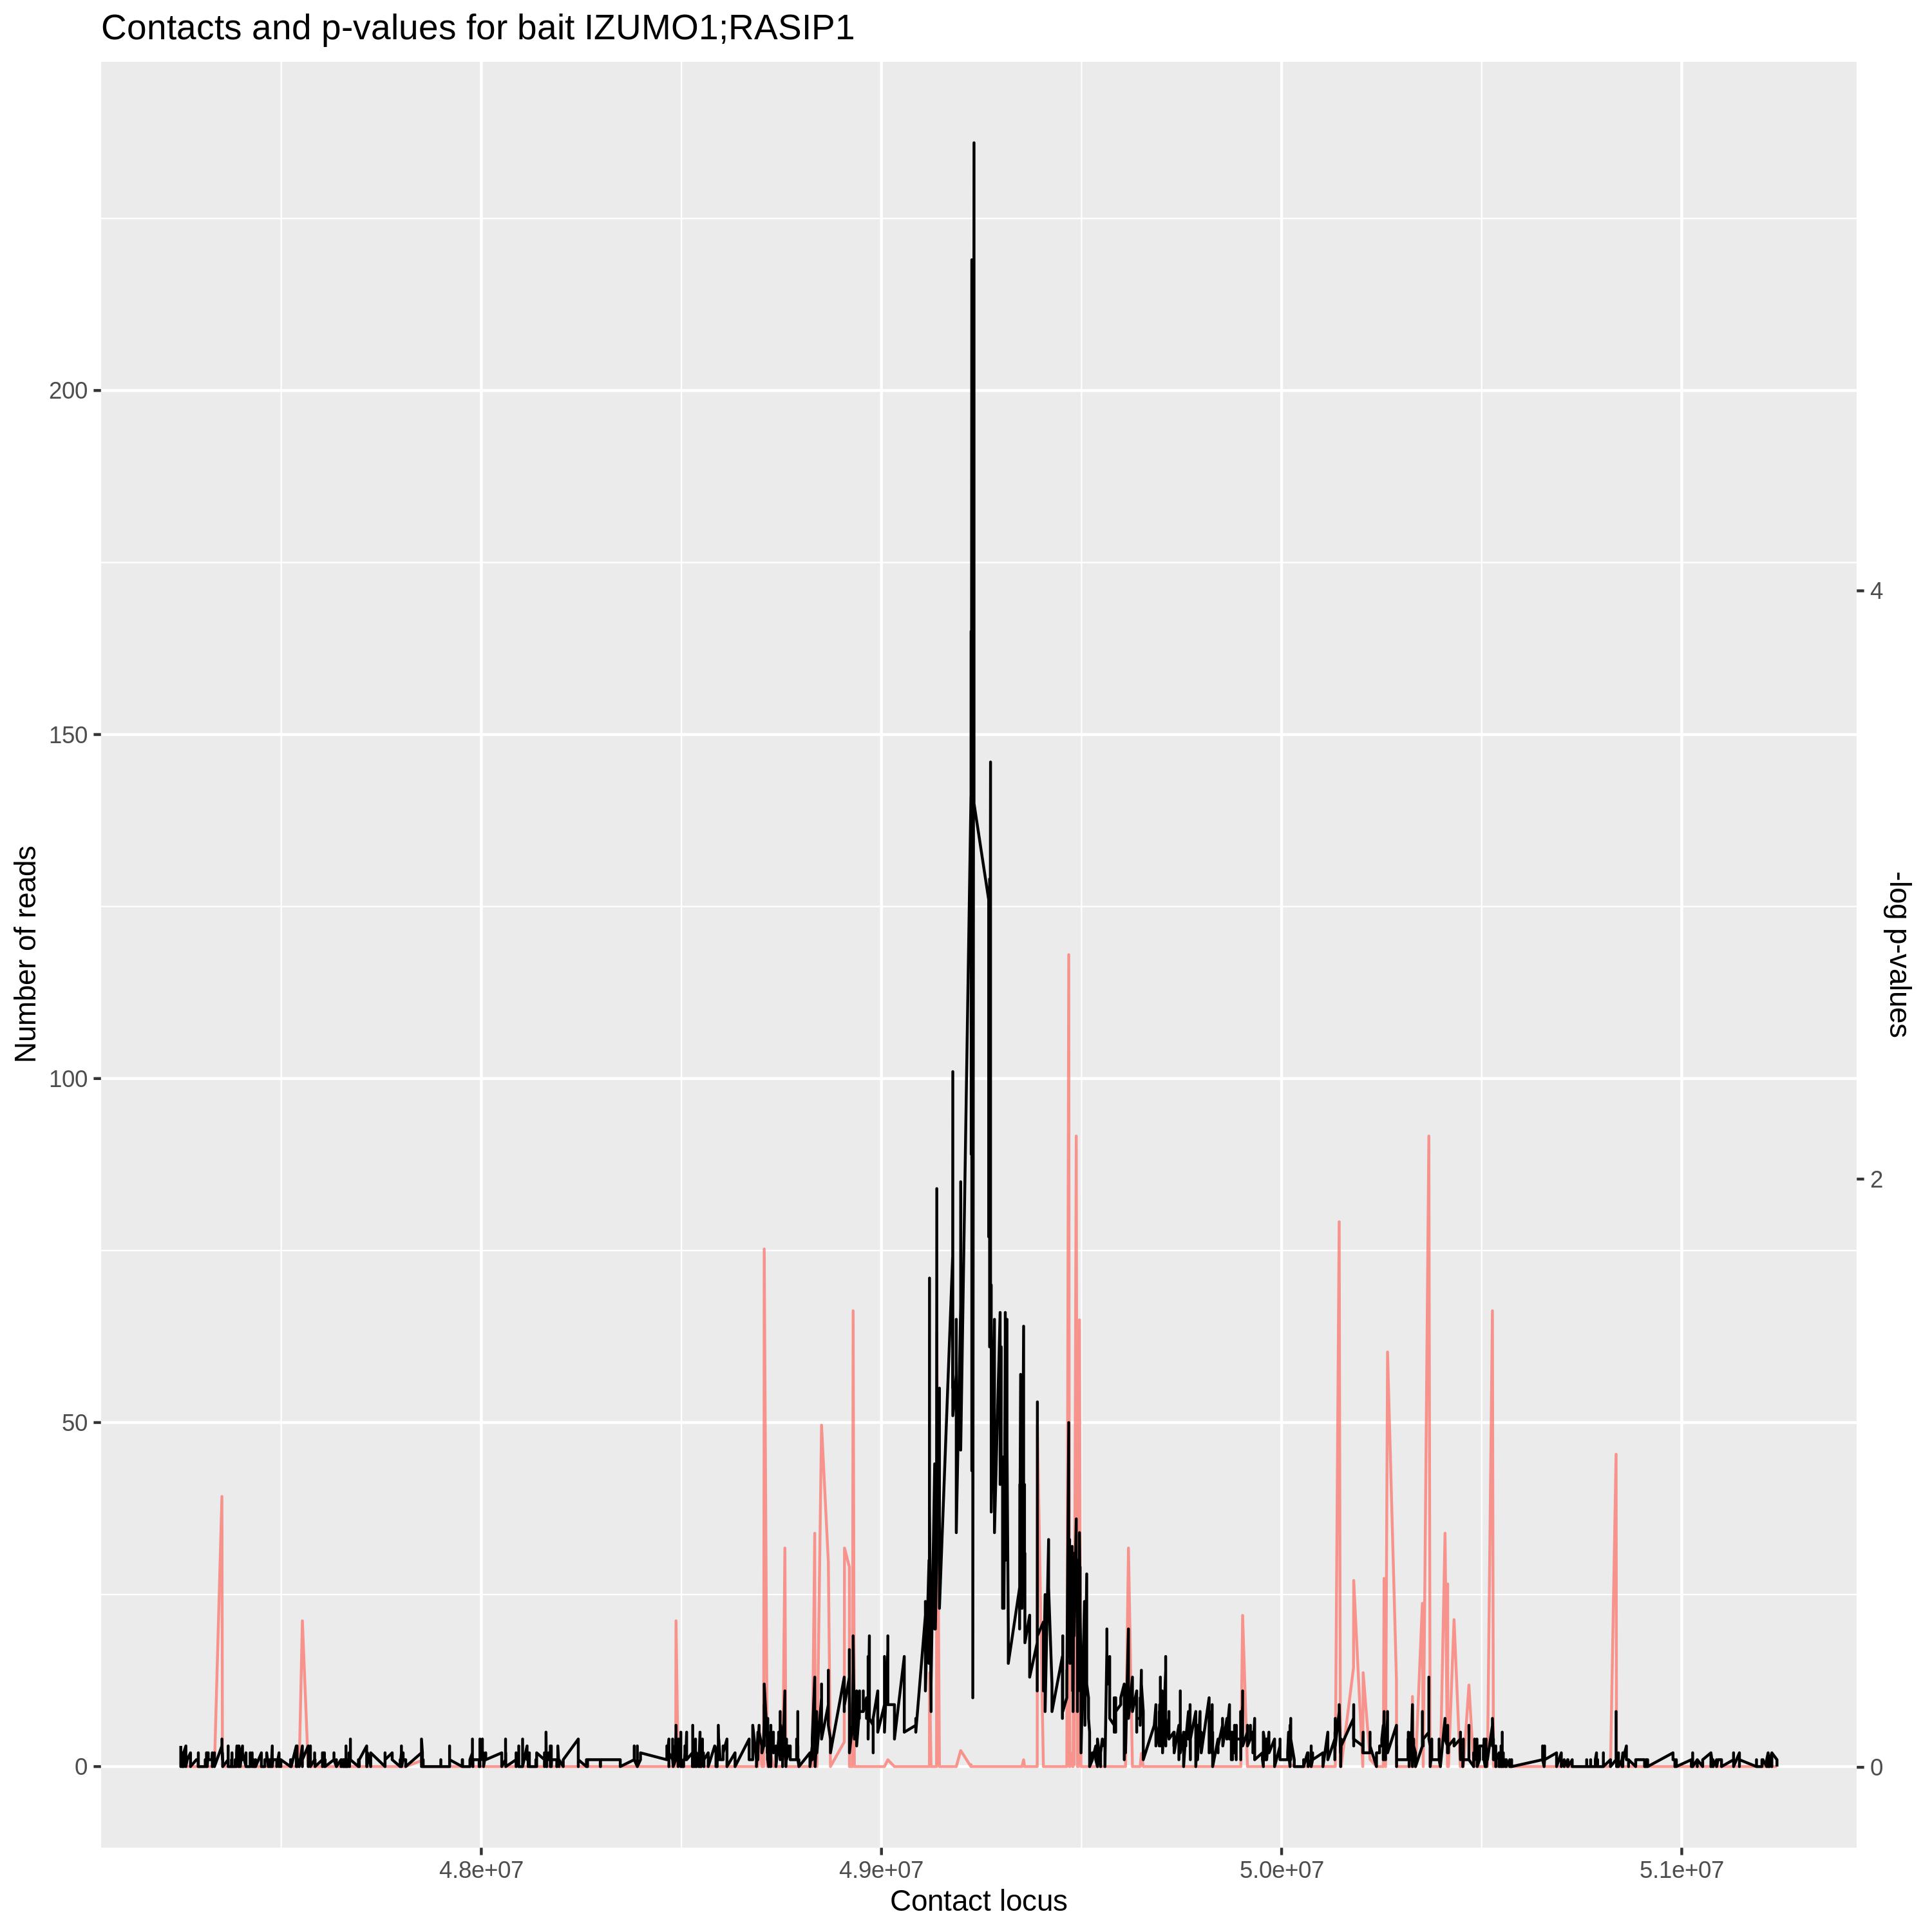 Contacts and p-values for bait IZUMO1;RASIP1
Number of reads
200
150
100
50
0
4
2
0
-log p-values
4.8e+07
4.9e+07
5.0e+07
5.1e+07
Contact locus